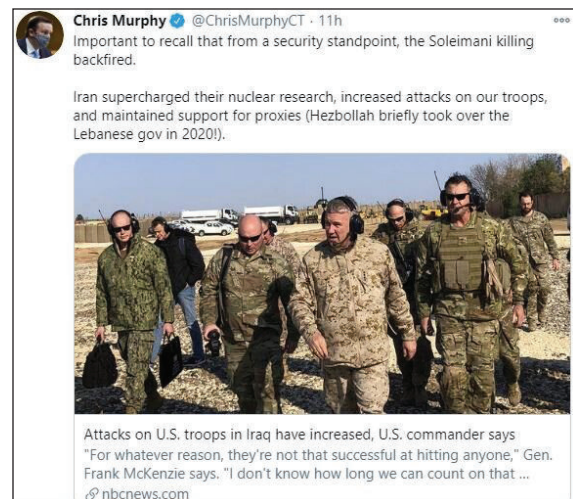 Chris Murphy @ChrisMurphyCT · 11h
Important to recall that from a security standpoint, the Soleimani killing
backfired.
Iran supercharged their nuclear research, increased attacks on our troops,
and maintained support for proxies (Hezbollah briefly took over the
Lebanese gov in 2020!).
Attacks on U.S. troops in Iraq have increased, U.S. commander says
"For whatever reason, they're not that successful at hitting anyone," Gen.
Frank McKenzie says. "I don't know how long we can count on that ...
nbcnews.com